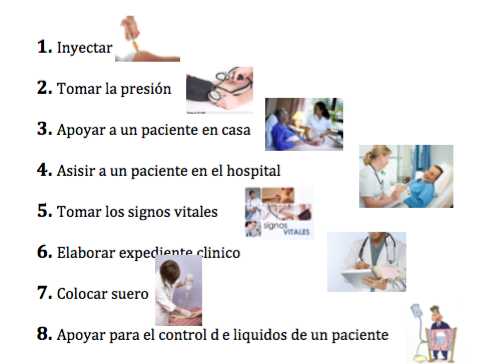 1. Inyectar
2. Tomar la presión
3. Apoyar a un paciente en casa
4. Asisir a un paciente en el hospital
5. Tomar los signos vitales
signos
VITALES
6. Elaborar expediente clinico
7. Colocar suero
8. Apoyar para el control d e liquidos de un paciente